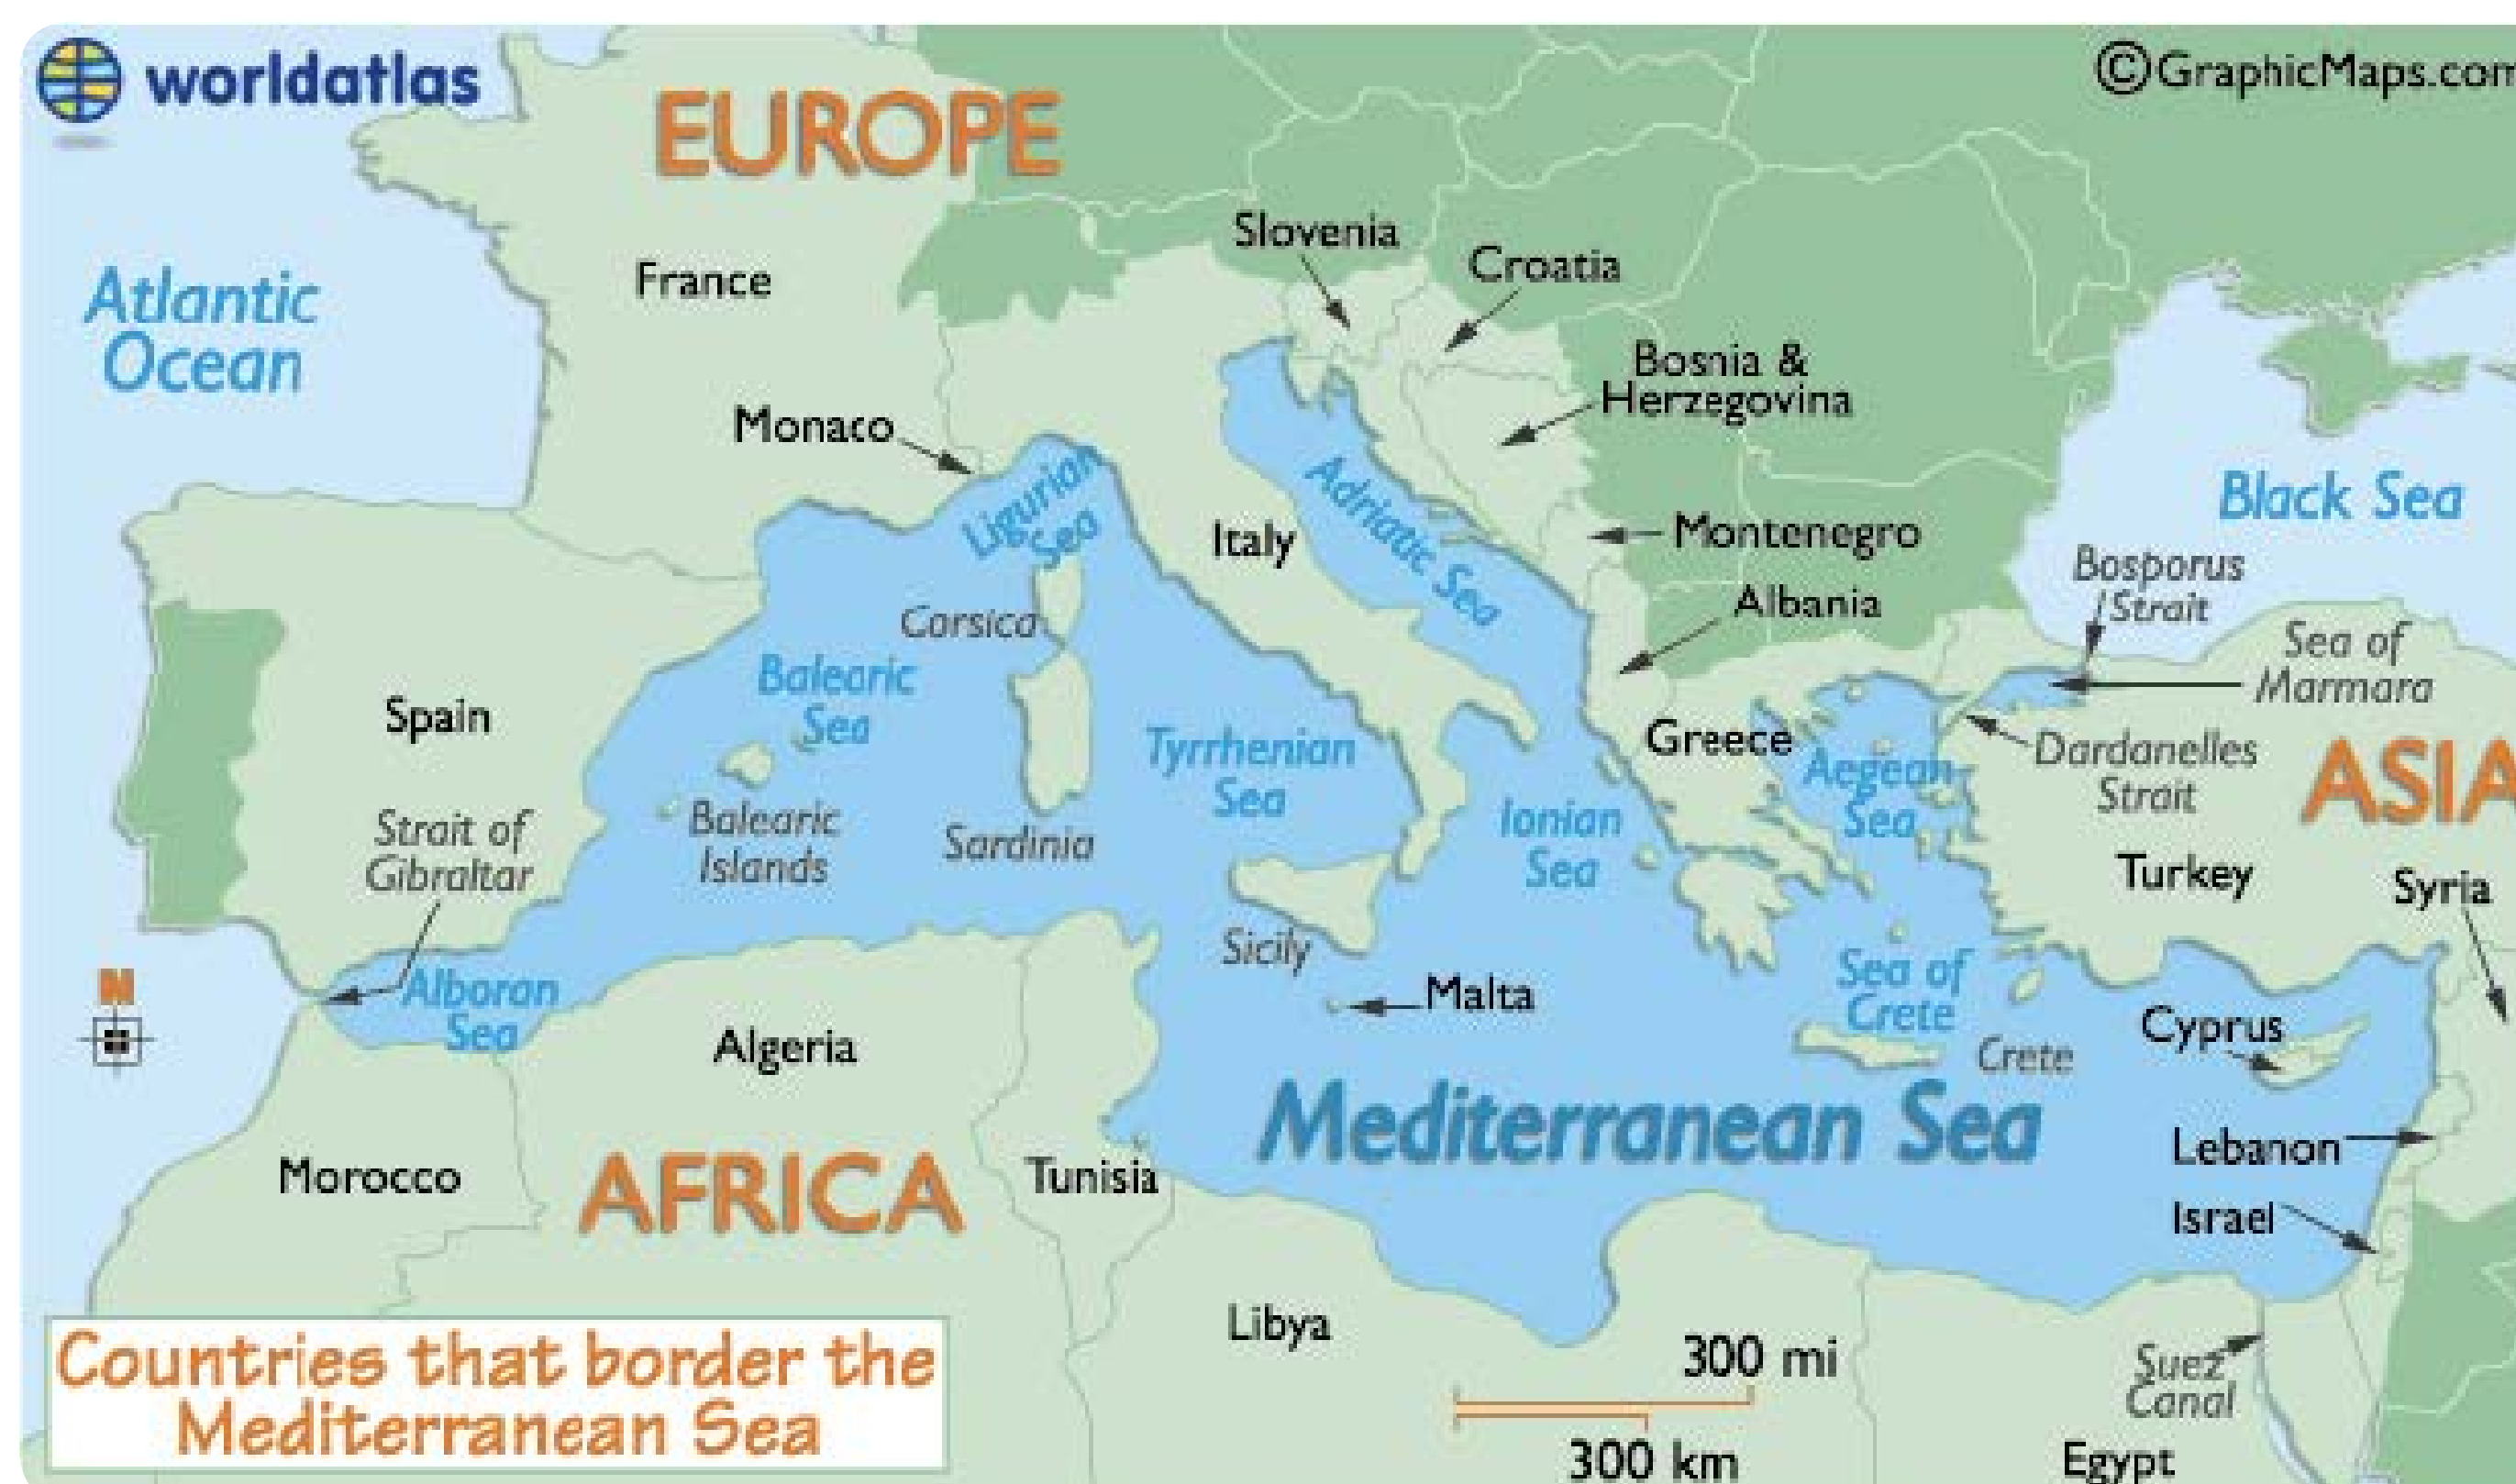 worldatlas
©GraphicMaps.com
EUROPE
Slovenia
Croatia
France
Atlantic
Ocean
Bosnia &
Herzegovina
Monaco
Ligurian
Sea
Adriatic Sea
Black Sea
Italy
Montenegro
Bosporus
Strait
Albania
Corsica
Sea of
Marmara
Balearic
Sea
Spain
Tyrrhenian
Sea
Greece
Aegean
Sea
Dardanelles
Strait
ASIA
Strait of
Gibraltar
Balearic
Islands
Sardinia
Ionian
Sea
Turkey
Syria
Sicily
Malta
Sea of
Crete
N
Alboran
Sea
Algeria
Cyprus
Crete
Mediterranean Sea
Lebanon
Morocco
AFRICA
Tunisia
Israel
Libya
Countries that border the
Mediterranean Sea
300 mi
300 km
Suez
Canal
Egypt